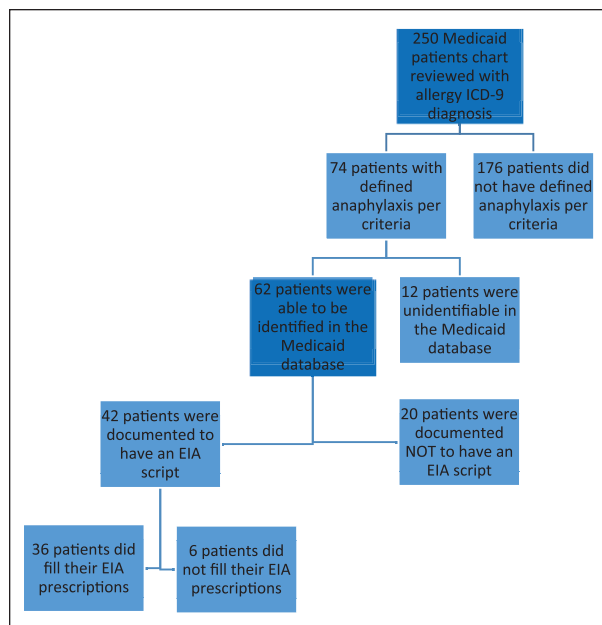 250 Medicaid
patients chart
reviewed with
allergy ICD-9
diagnosis
74 patients with
defined
anaphylaxis per
criteria
176 patients did
not have defined
anaphylaxis per
criteria
62 patients were
able to be
identified in the
Medicaid
database
12 patients were
unidentifiable in
the Medicaid
database
42 patients were
documented to
have an EIA
script
20 patients were
documented
NOT to have an
EIA script
36 patients did
fill their EIA
prescriptions
6 patients did
not fill their EIA
prescriptions